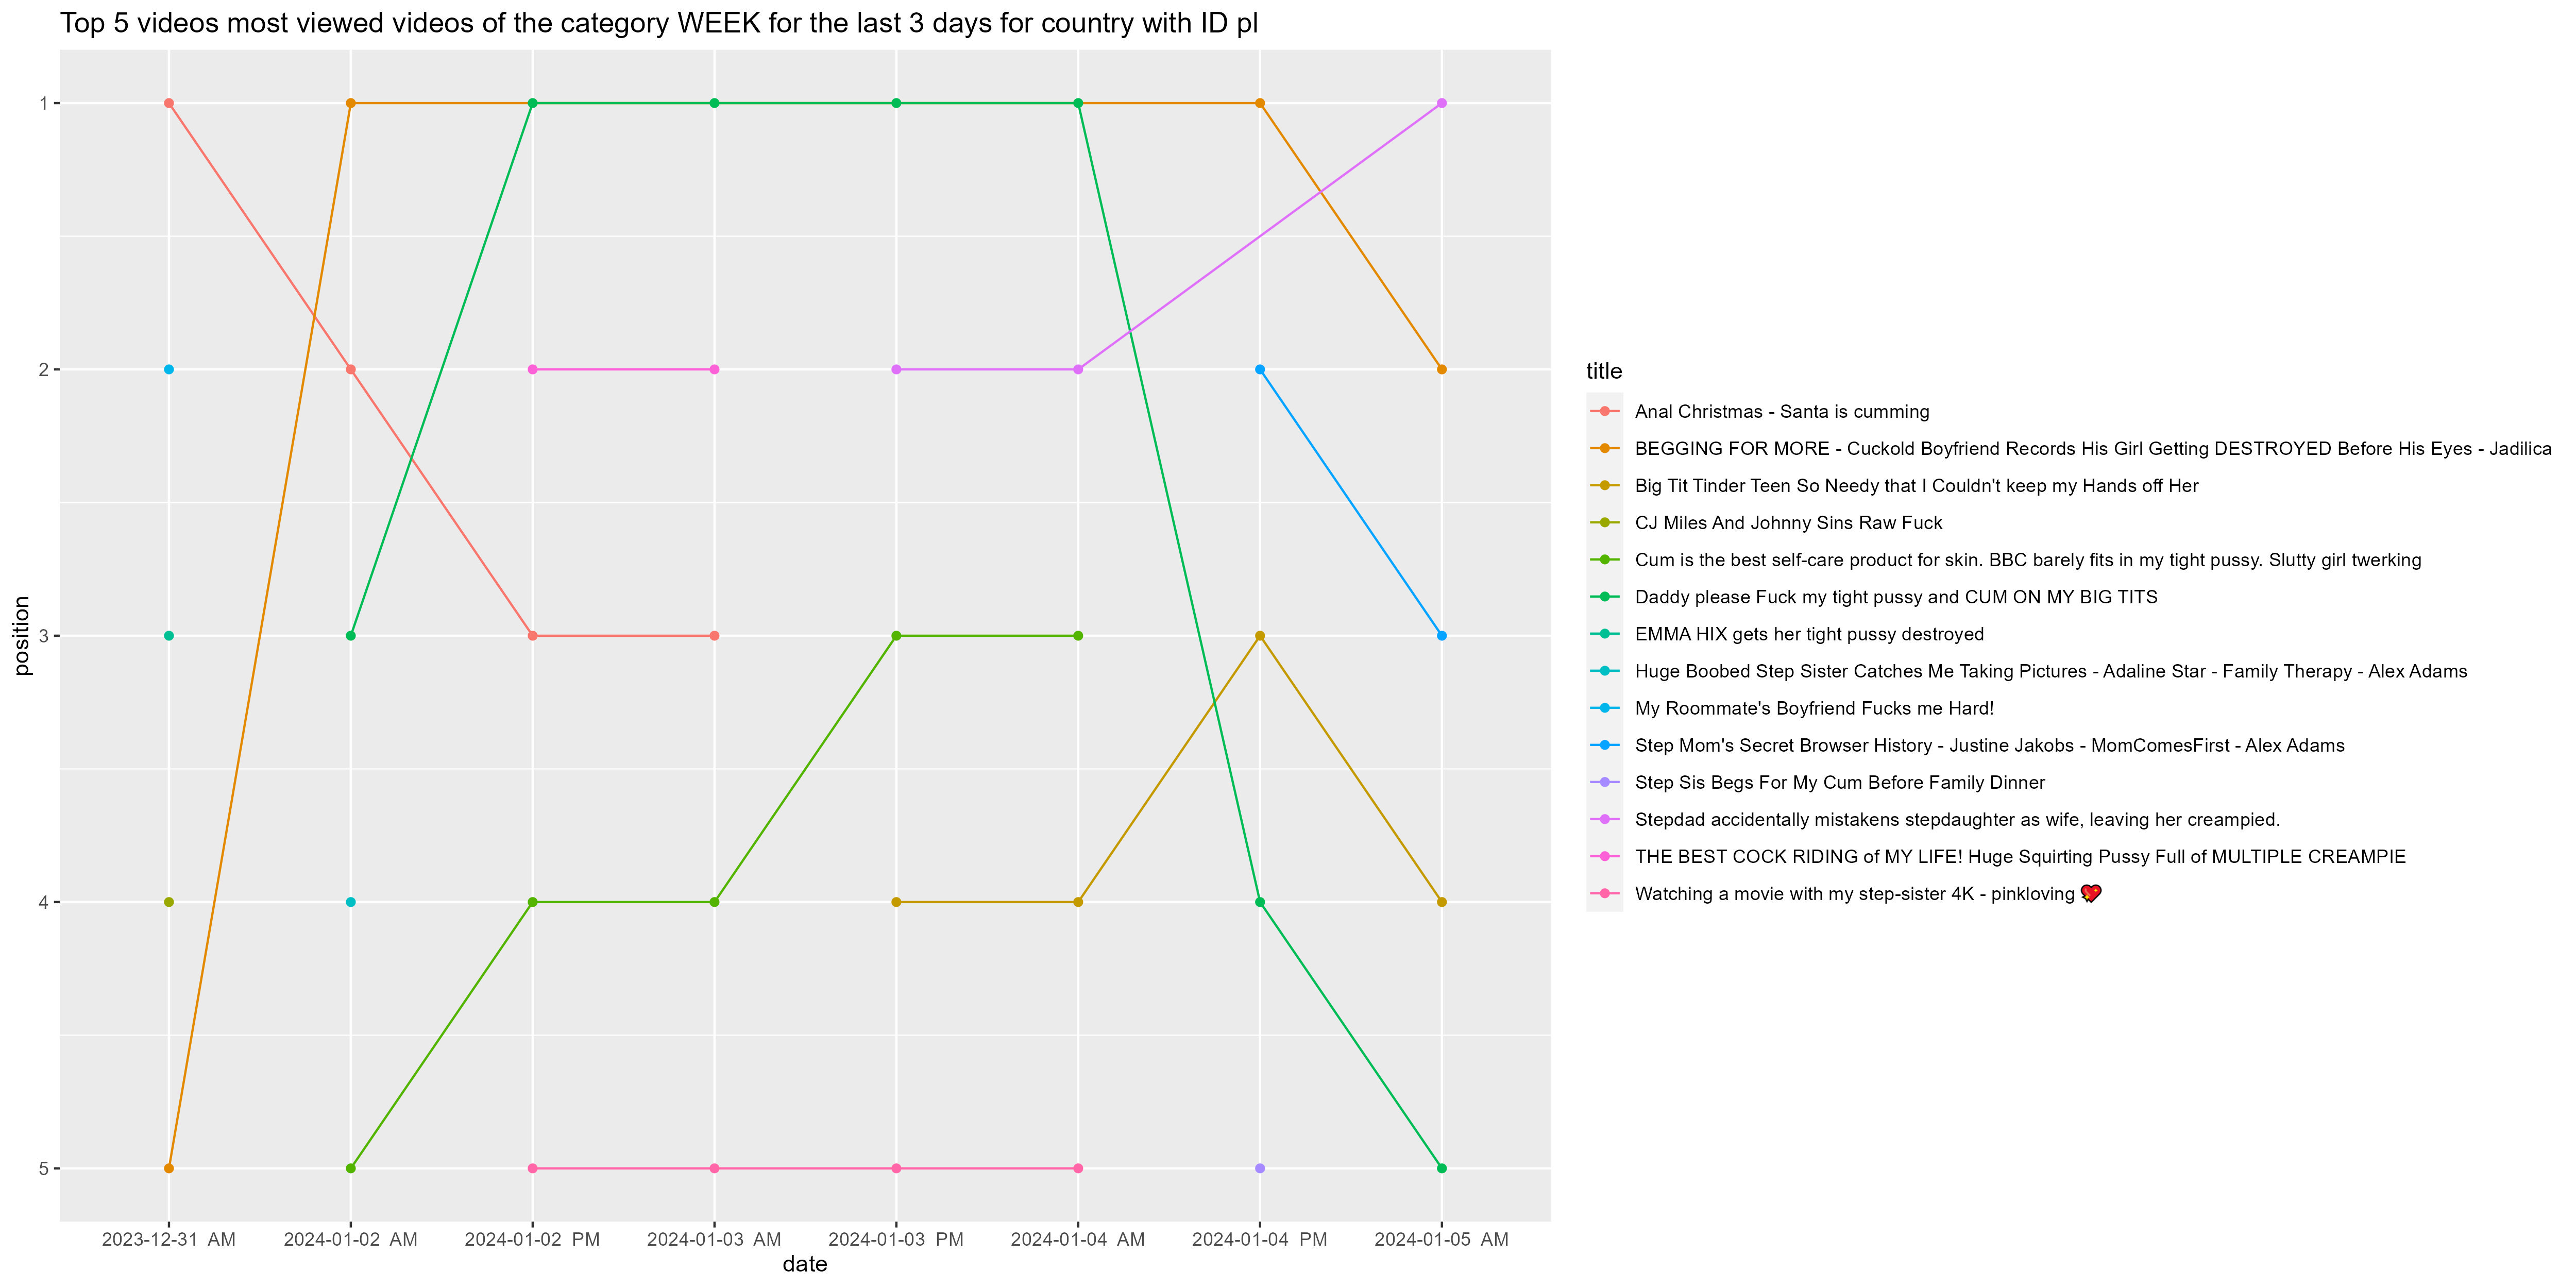 Top 5 videos most viewed videos of the category WEEK for the last 3 days for country with ID pl
position
1
2
3
4
5
2023-12-31 AM
2024-01-02 AM
2024-01-02 PM
2024-01-03 AM
2024-01-03 PM
2024-01-04 AM
2024-01-04 PM
2024-01-05 AM
date
title
Anal Christmas - Santa is cumming
BEGGING FOR MORE - Cuckold Boyfriend Records His Girl Getting DESTROYED Before His Eyes - Jadilica
Big Tit Tinder Teen So Needy that I Couldn't keep my Hands off Her
CJ Miles And Johnny Sins Raw Fuck
Cum is the best self-care product for skin. BBC barely fits in my tight pussy. Slutty girl twerking
Daddy please Fuck my tight pussy and CUM ON MY BIG TITS
EMMA HIX gets her tight pussy destroyed
Huge Boobed Step Sister Catches Me Taking Pictures - Adaline Star - Family Therapy - Alex Adams
My Roommate's Boyfriend Fucks me Hard!
Step Mom's Secret Browser History - Justine Jakobs - MomComesFirst - Alex Adams
Step Sis Begs For My Cum Before Family Dinner
Stepdad accidentally mistakens stepdaughter as wife, leaving her creampied.
THE BEST COCK RIDING of MY LIFE! Huge Squirting Pussy Full of MULTIPLE CREAMPIE
Watching a movie with my step-sister 4K - pinkloving 💖